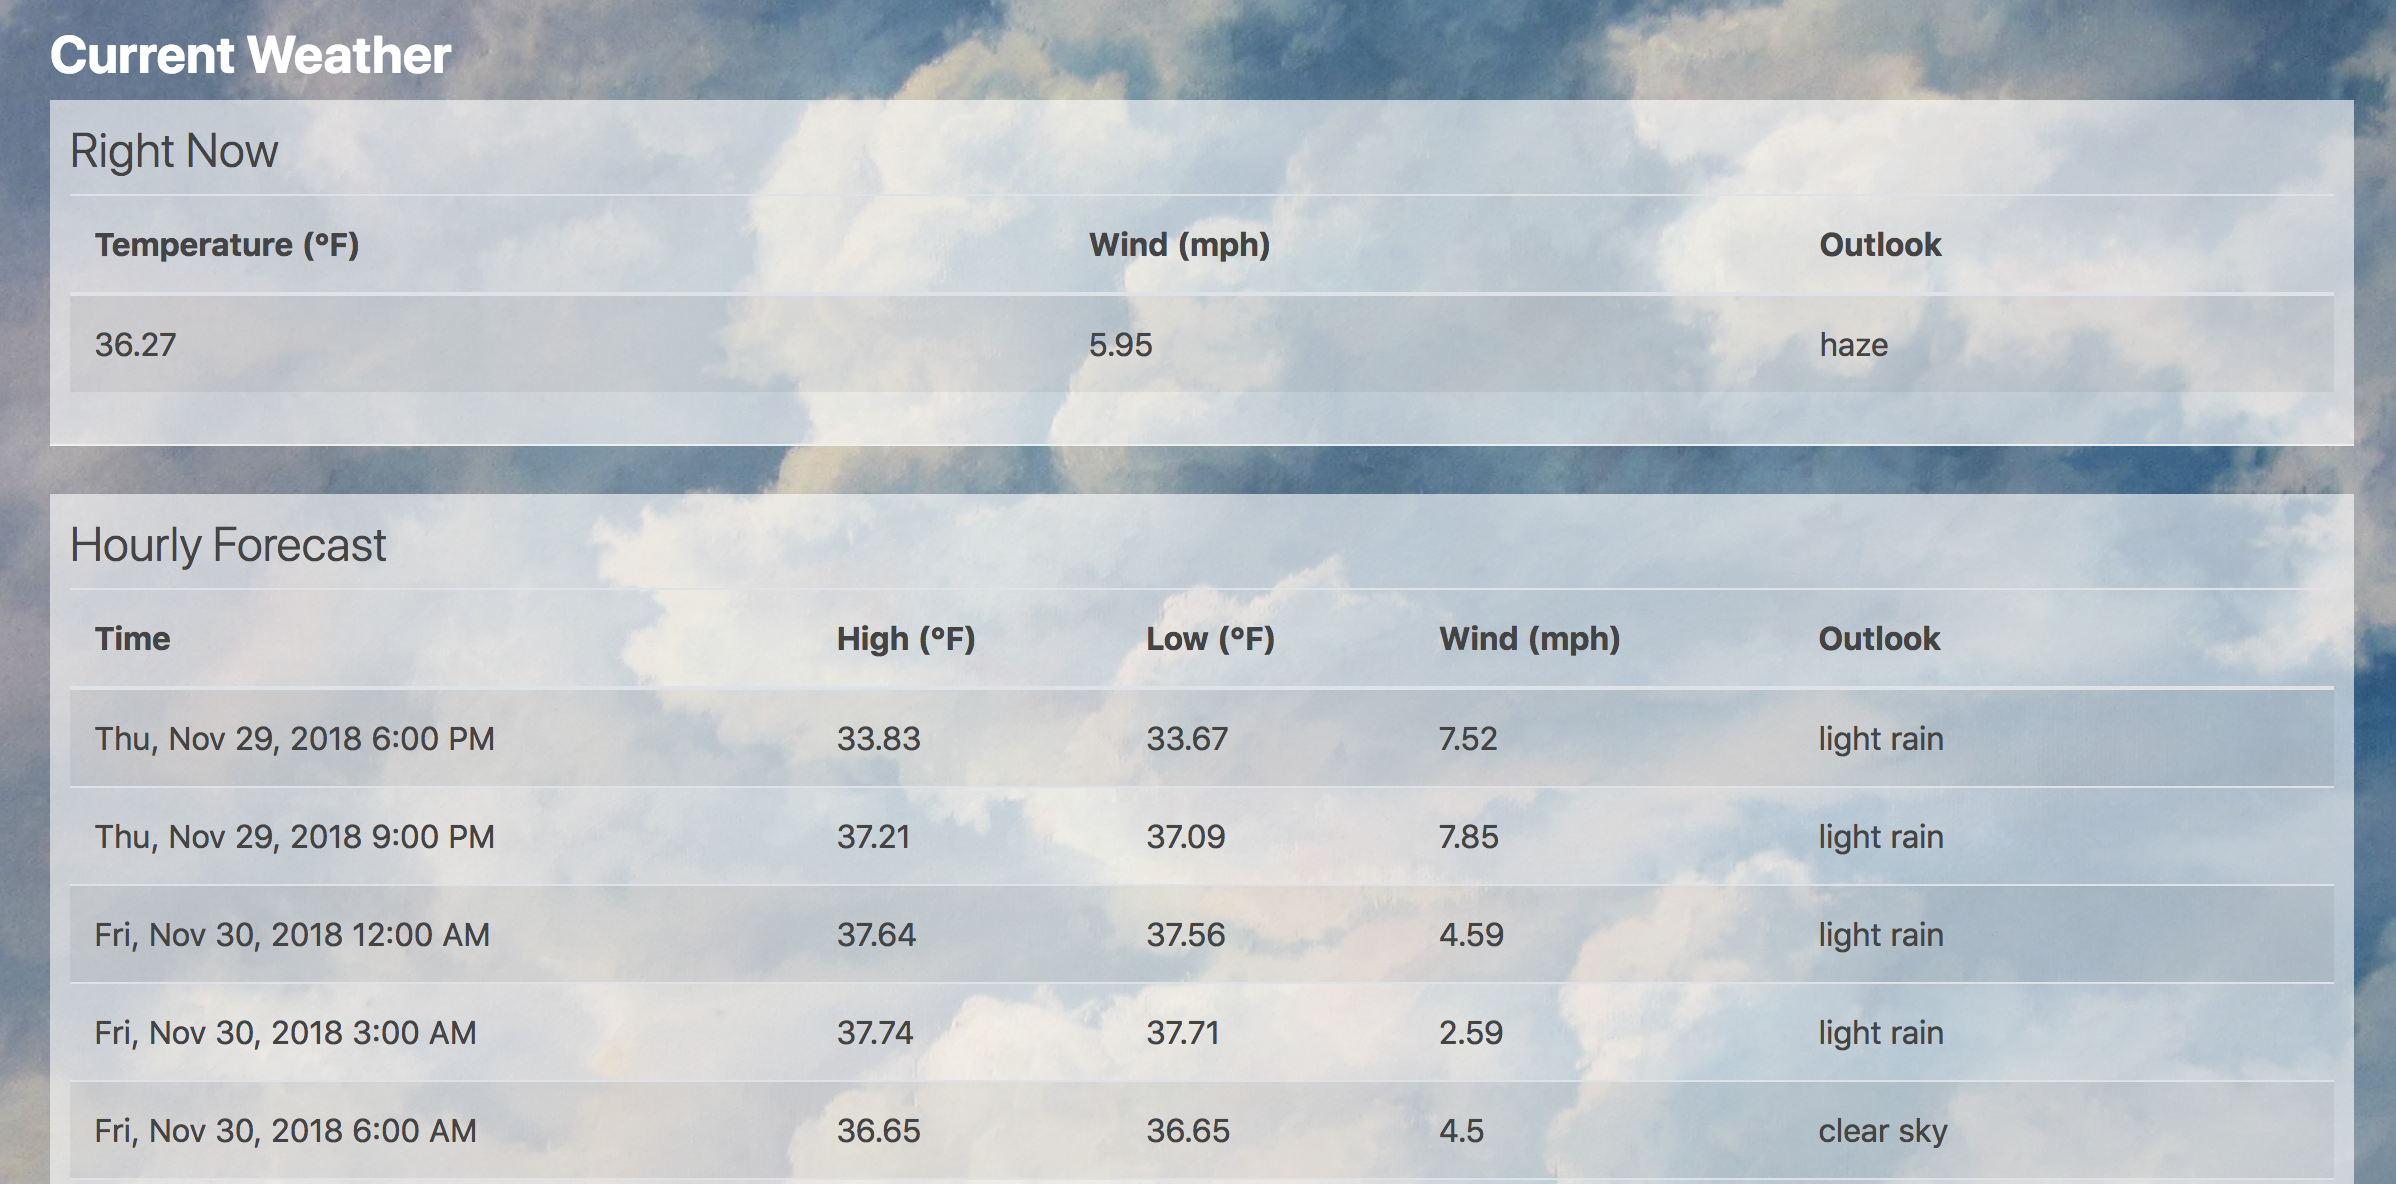 Current Weather
Right Now
Temperature (°F) Wind (mph) Outlook
36.27 5.95 haze
Hourly Forecast
Time High (°F) Low (°F) Wind (mph) Outlook
Thu, Nov 29, 2018 6:00 PM 33.83 33.67 7.52 light rain
Thu, Nov 29, 2018 9:00 PM 37.21 37.09 7.85 light rain
Fri, Nov 30, 2018 12:00 AM 37.64 37.56 4.59 light rain
Fri, Nov 30, 2018 3:00 AM 37.74 37.71 2.59 light rain
Fri, Nov 30, 2018 6:00 AM 36.65 36.65 4.5 clear sky